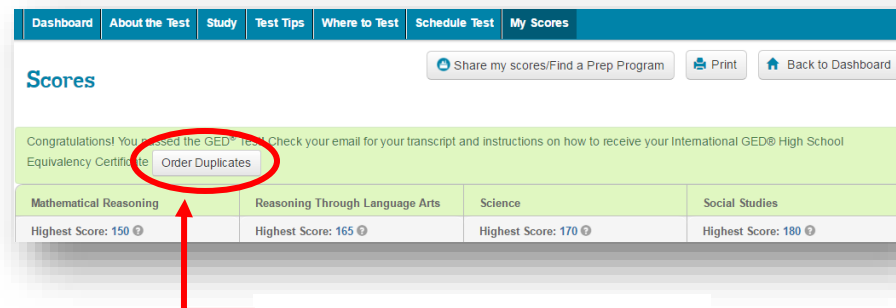 Dashboard About the Test Study Test Tips Where to Test Schedule Test My Scores
Scores
Share my scores/Find a Prep Program Print Back to Dashboard
Congratulations! You passed the GED® Test! Check your email for your transcript and instructions on how to receive your International GED® High School
Equivalency Certificate Order Duplicates
Mathematical Reasoning Reasoning Through Language Arts Science Social Studies
Highest Score: 150 Highest Score: 165 Highest Score: 170 Highest Score: 180